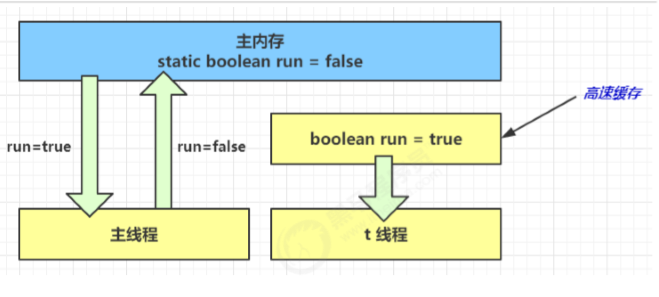 主内存
static boolean run = false
高速缓存
run=true
run=false
boolean run = true
主线程
t 线程